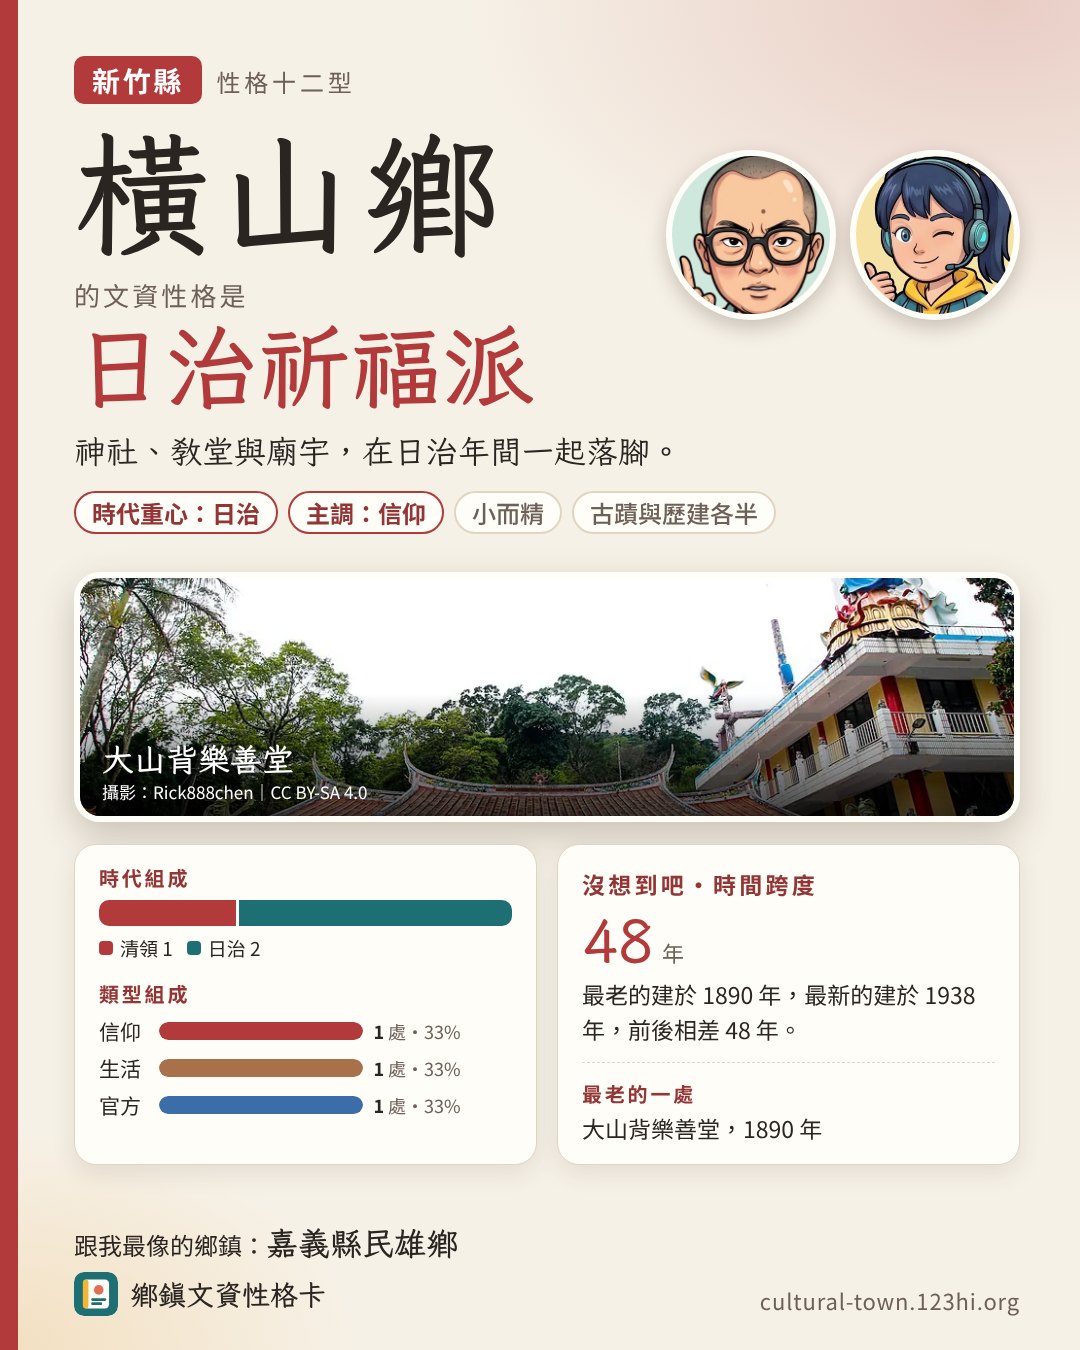 新竹縣 性格十二型
橫山鄉
的文資性格是
日治祈福派
神社、教堂與廟宇，在日治年間一起落腳。
時代重心：日治 主調：信仰 小而精 古蹟與歷建各半
大山背樂善堂
攝影：Rick888chen｜CC BY-SA 4.0
時代組成
清領 1 日治 2
類型組成
信仰 1 處・33%
生活 1 處・33%
官方 1 處・33%
沒想到吧・時間跨度
48 年
最老的建於 1890 年，最新的建於 1938
年，前後相差 48 年。
最老的一處
大山背樂善堂，1890 年
跟我最像的鄉鎮：嘉義縣民雄鄉
鄉鎮文資性格卡
cultural-town.123hi.org